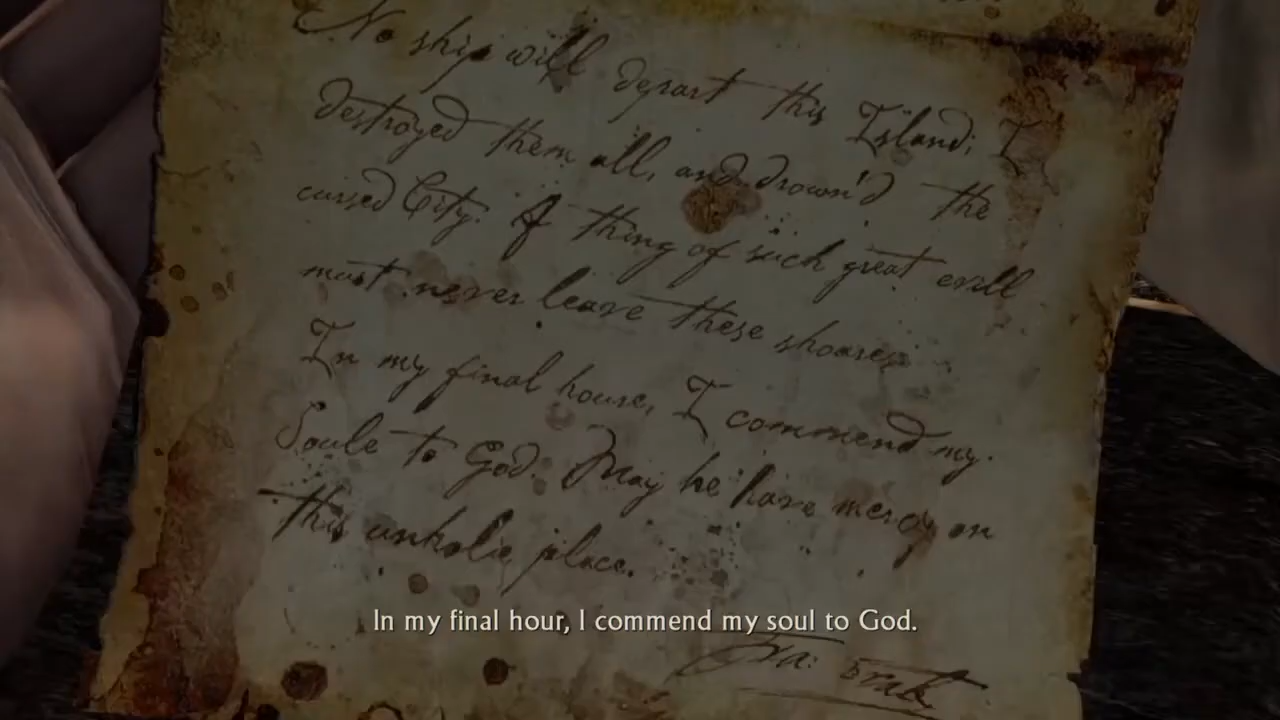 No ship will depart this Island; I
destroyed them all, and drown'd the
cursed City. A thing of such great evill
must never leave these shoares.
In my final houre, I commend my
Soule to God. May he have mercy on
this unholie place.
In my final hour, I commend my soul to God.
Fra: Drake